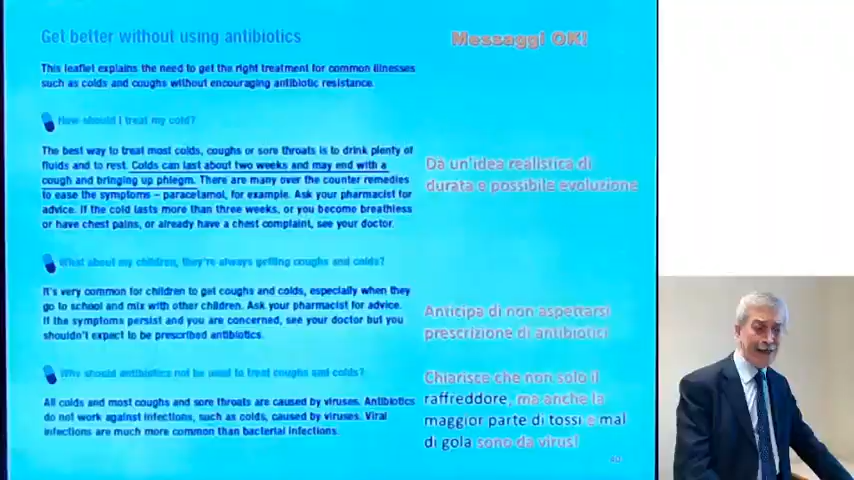 Get better without using antibiotics
Messaggi OK!
This leaflet explains the need to get the right treatment for common illnesses
such as colds and coughs without encouraging antibiotic resistance.
How should I treat my cold?
The best way to treat most colds, coughs or sore throats is to drink plenty of
fluids and to rest. Colds can last about two weeks and may end with a
cough and bringing up phlegm. There are many over the counter remedies
to ease the symptoms – paracetamol, for example. Ask your pharmacist for
advice. If the cold lasts more than three weeks, or you become breathless
or have chest pains, or already have a chest complaint, see your doctor.
Dà un'idea realistica di
durata e possibile evoluzione
What about my children, they're always getting coughs and colds?
It's very common for children to get coughs and colds, especially when they
go to school and mix with other children. Ask your pharmacist for advice.
If the symptoms persist and you are concerned, see your doctor but you
shouldn't expect to be prescribed antibiotics.
Anticipa di non aspettarsi
prescrizione di antibiotici
Why should antibiotics not be used to treat coughs and colds?
All colds and most coughs and sore throats are caused by viruses. Antibiotics
do not work against infections, such as colds, caused by viruses. Viral
infections are much more common than bacterial infections.
Chiarisce che non solo il
raffreddore, ma anche la
maggior parte di tossi e mal
di gola sono da virus!
40